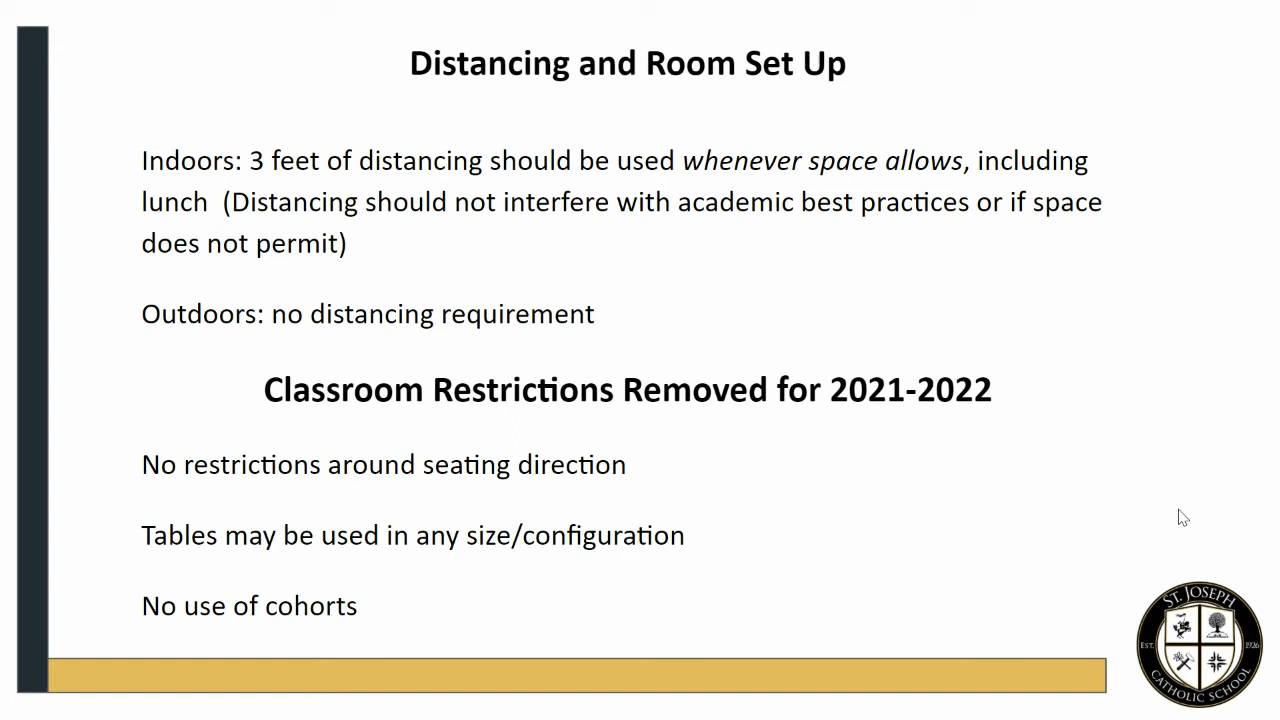 Distancing and Room Set Up
Indoors: 3 feet of distancing should be used whenever space allows, including
lunch (Distancing should not interfere with academic best practices or if space
does not permit)
Outdoors: no distancing requirement
Classroom Restrictions Removed for 2021-2022
No restrictions around seating direction
Tables may be used in any size/configuration
No use of cohorts
ST. JOSEPH
EST. 1926
CATHOLIC SCHOOL